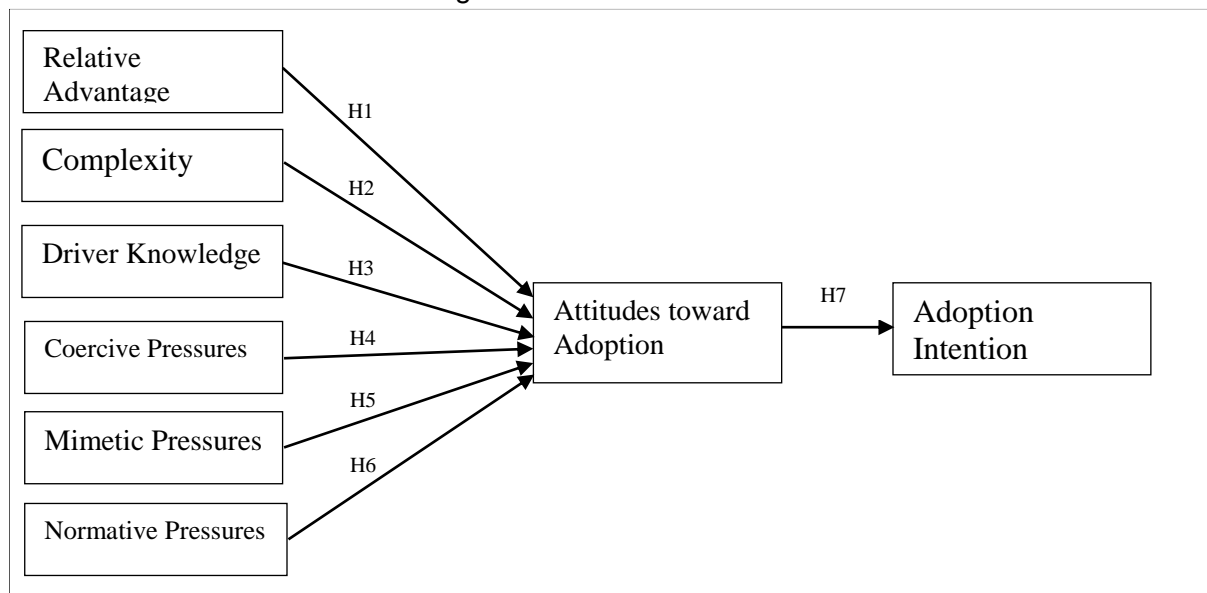 Relative
Advantage
H1
Complexity
H2
Driver Knowledge
H3
Coercive Pressures
H4
Mimetic Pressures
H5
Normative Pressures
H6
Attitudes toward
Adoption
H7
Adoption
Intention